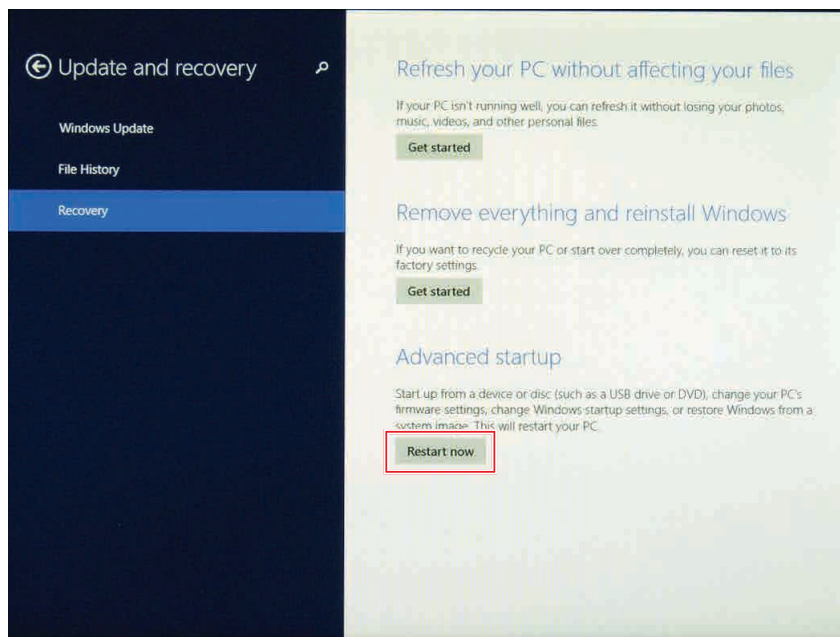 Update and recovery
Windows Update
File History
Recovery
Refresh your PC without affecting your files
If your PC isn't running well, you can refresh it without losing your photos,
music, videos, and other personal files.
Get started
Remove everything and reinstall Windows
If you want to recycle your PC or start over completely, you can reset it to its
factory settings.
Get started
Advanced startup
Start up from a device or disc (such as a USB drive or DVD), change your PC's
firmware settings, change Windows startup settings, or restore Windows from a
system image. This will restart your PC.
Restart now